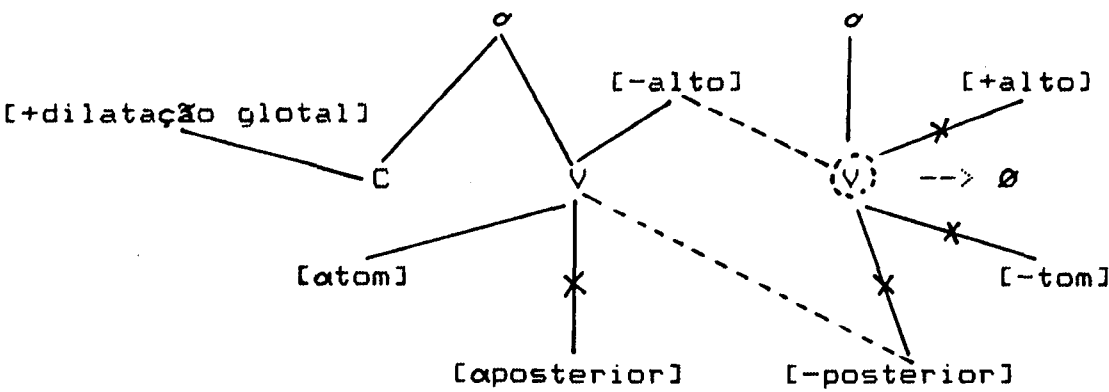 σ σ
[-alto] [+alto]
[+dilatação glotal]
C V V --> ø
[αtom] [-tom]
[αposterior] [-posterior]